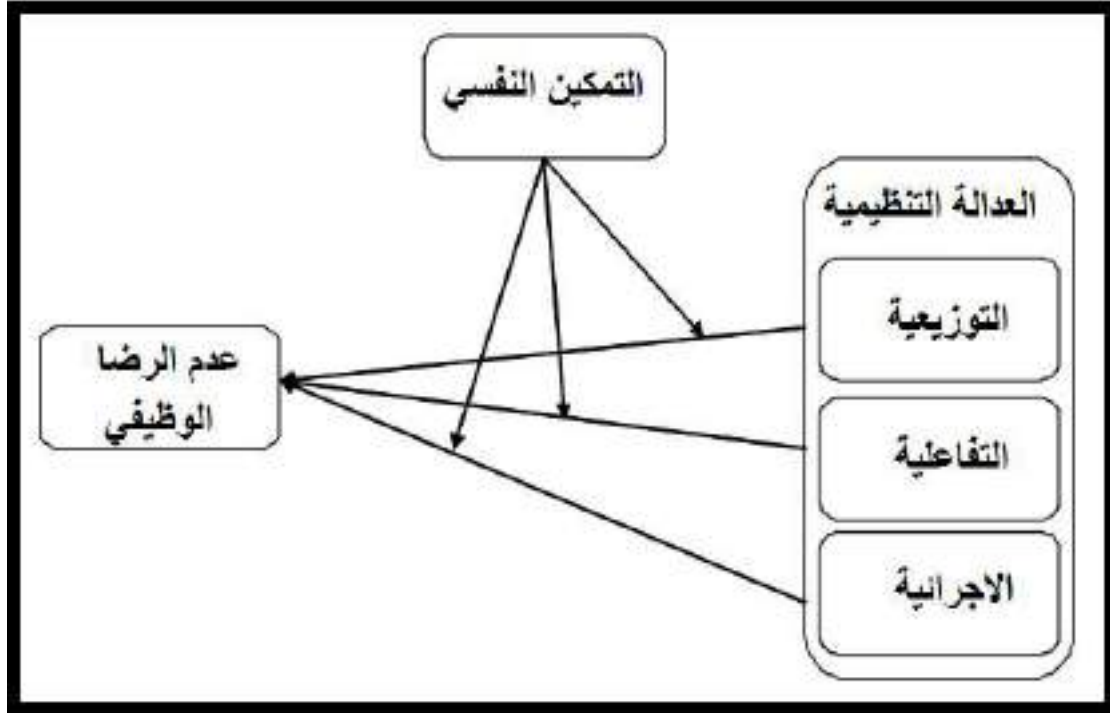 التمكين النفسي
العدالة التنظيمية
التوزيعية
التفاعلية
الاجرائية
عدم الرضا
الوظيفي